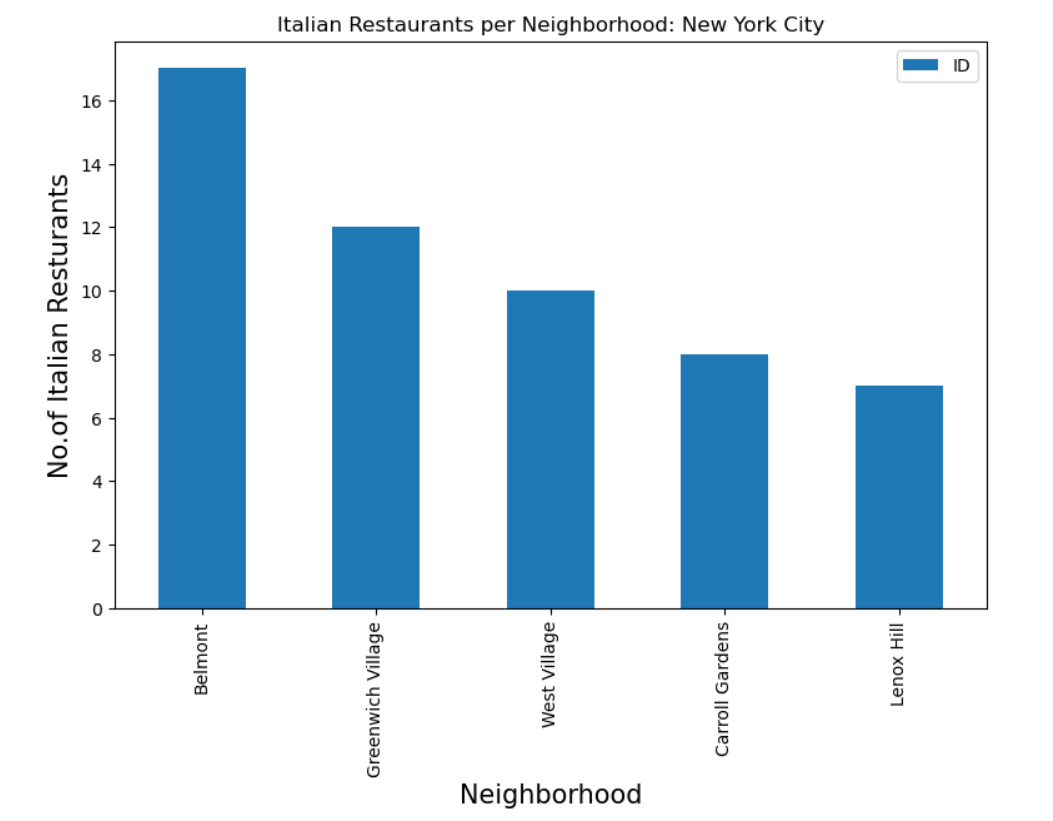 Italian Restaurants per Neighborhood: New York City
ID
No.of Italian Resturants
16
14
12
10
8
6
4
2
0
Belmont
Greenwich Village
West Village
Carroll Gardens
Lenox Hill
Neighborhood